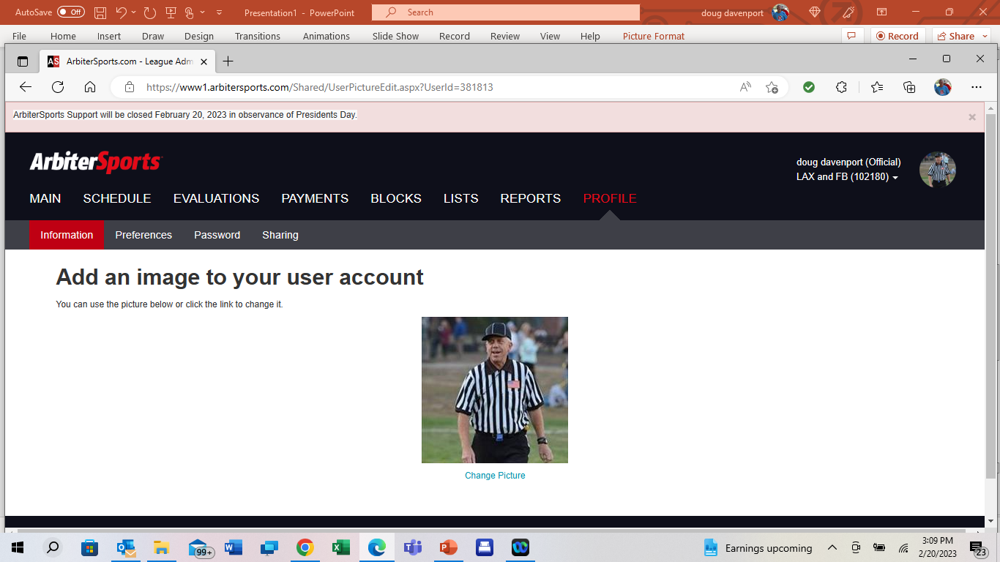 AutoSave Off Presentation1 - PowerPoint Search doug davenport
File Home Insert Draw Design Transitions Animations Slide Show Record Review View Help Picture Format Record Share
AS ArbiterSports.com - League Adm
https://www1.arbitersports.com/Shared/UserPictureEdit.aspx?UserId=381813
ArbiterSports Support will be closed February 20, 2023 in observance of Presidents Day.
ArbiterSports
doug davenport (Official)
LAX and FB (102180)
MAIN SCHEDULE EVALUATIONS PAYMENTS BLOCKS LISTS REPORTS PROFILE
Information Preferences Password Sharing
Add an image to your user account
You can use the picture below or click the link to change it.
Change Picture
99+
Earnings upcoming
3:09 PM
2/20/2023
23